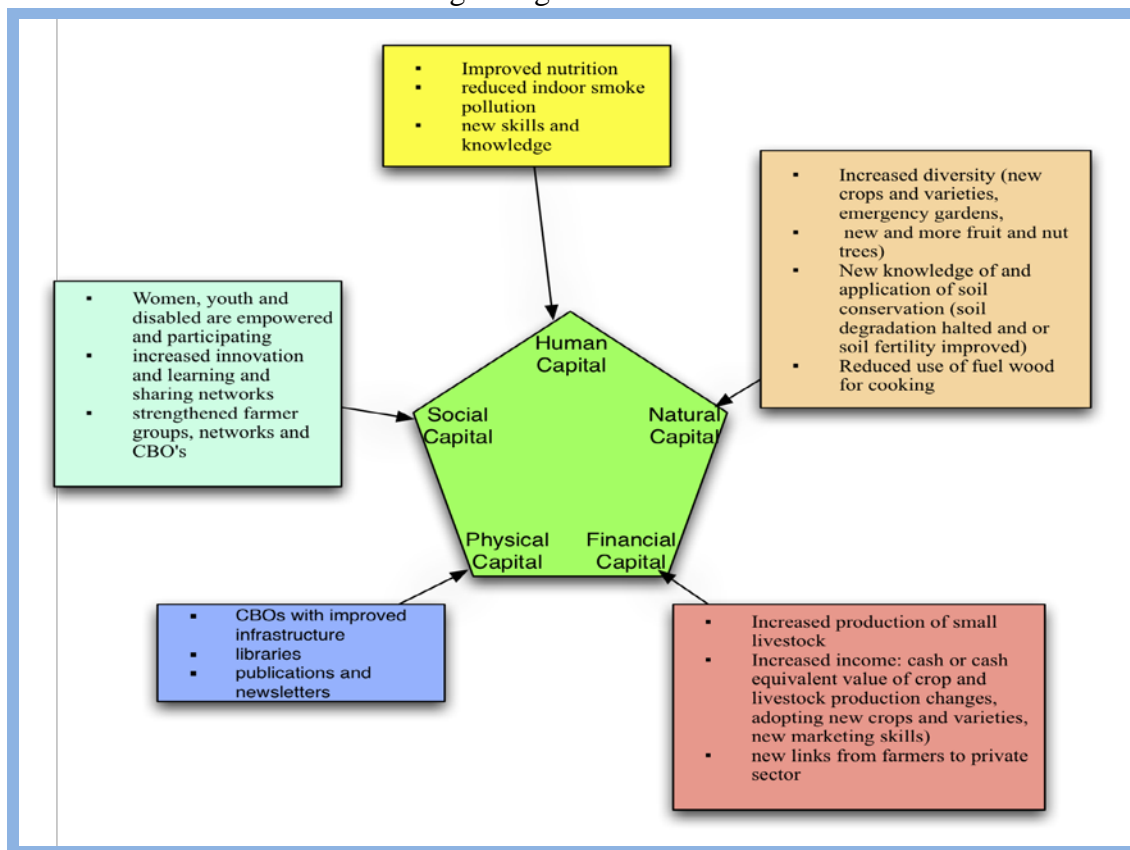 ▪ Improved nutrition
▪ reduced indoor smoke
pollution
▪ new skills and
knowledge
▪ Increased diversity (new
crops and varieties,
emergency gardens,
▪ new and more fruit and nut
trees)
▪ New knowledge of and
application of soil
conservation (soil
degradation halted and or
soil fertility improved)
▪ Reduced use of fuel wood
for cooking
▪ Women, youth and
disabled are empowered
and participating
▪ increased innovation
and learning and
sharing networks
▪ strengthened farmer
groups, networks and
CBO's
Human
Capital
Social
Capital
Natural
Capital
Physical
Capital
Financial
Capital
▪ CBOs with improved
infrastructure
▪ libraries
▪ publications and
newsletters
▪ Increased production of small
livestock
▪ Increased income: cash or cash
equivalent value of crop and
livestock production changes,
adopting new crops and varieties,
new marketing skills)
▪ new links from farmers to private
sector